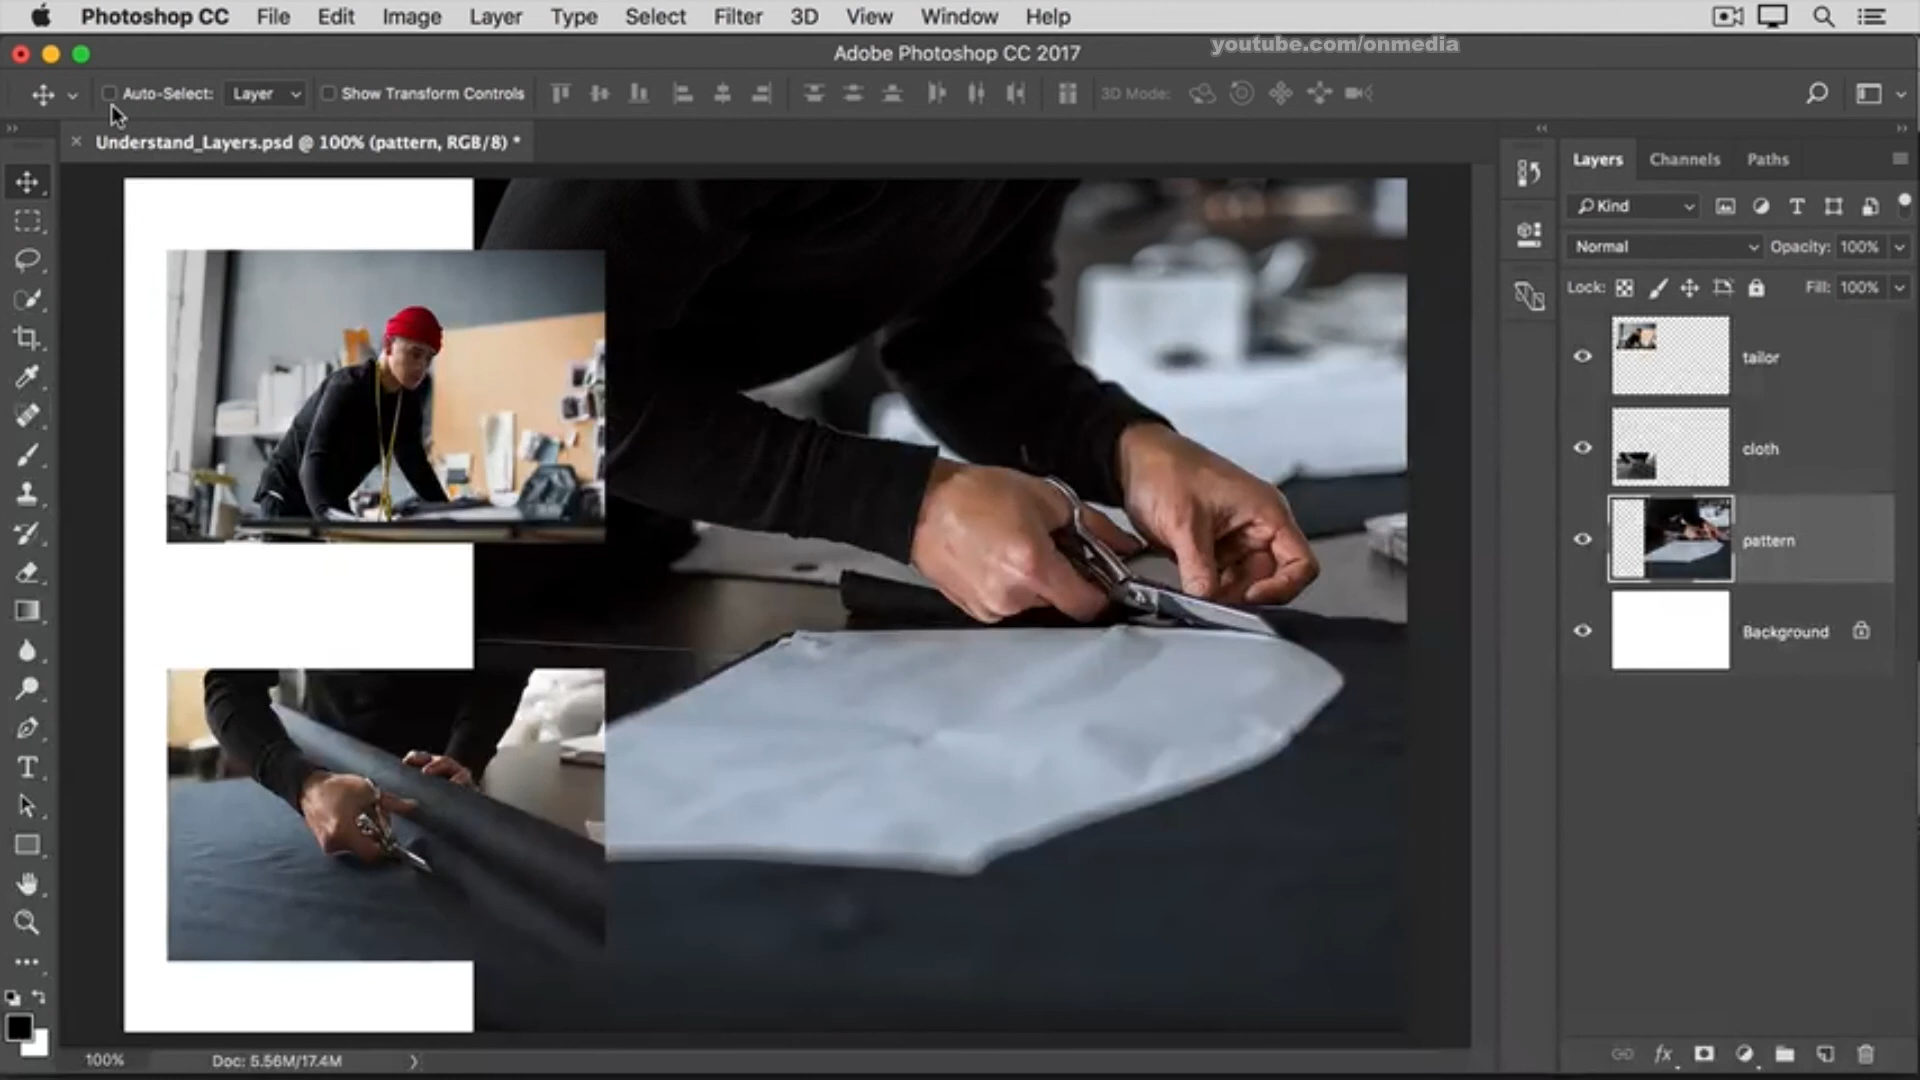 Photoshop CC File Edit Image Layer Type Select Filter 3D View Window Help
Adobe Photoshop CC 2017
youtube.com/onmedia
Auto-Select: Layer Show Transform Controls 3D Mode:
Understand_Layers.psd @ 100% (pattern, RGB/8) *
Layers Channels Paths
Kind
Normal Opacity: 100%
Lock: Fill: 100%
tailor
cloth
pattern
Background
100% Doc: 5.56M/17.4M